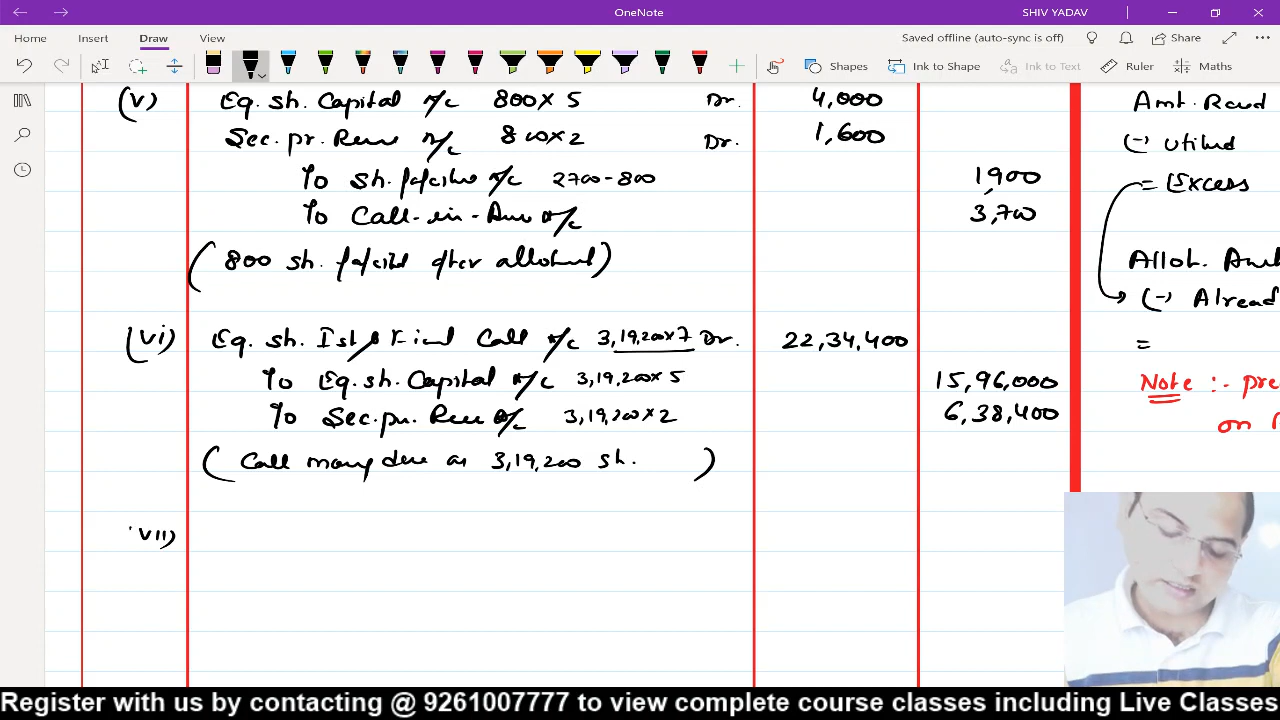 OneNote
SHIV YADAV
Home Insert Draw View
Saved offline (auto-sync is off)
Share
Shapes
Ink to Shape
Ink to Text
Ruler
Maths
(V) Eq. sh. Capital A/c 800 x 5 Dr. 4,000
Sec. pr. Reserve A/c 800 x 2 Dr. 1,600
To Sh. forfeiture A/c 2700-800 1900
To Call-in-Arr A/c 3,700
(800 sh. forfeited after allotment)
(Vi) Eq. sh. Ist & Final Call A/c 3,19,200x7 Dr. 22,34,400
To Eq. sh. Capital A/c 3,19,200x 5 15,96,000
To Sec. pr. Res A/c 3,19,200 x 2 6,38,400
(Call money due on 3,19,200 sh. )
VII)
Amt. Recd
(-) Utilised
= Excess
Allot. Amt
(-) Alread
=
Note :- pre
on
Register with us by contacting @ 9261007777 to view complete course classes including Live Classes